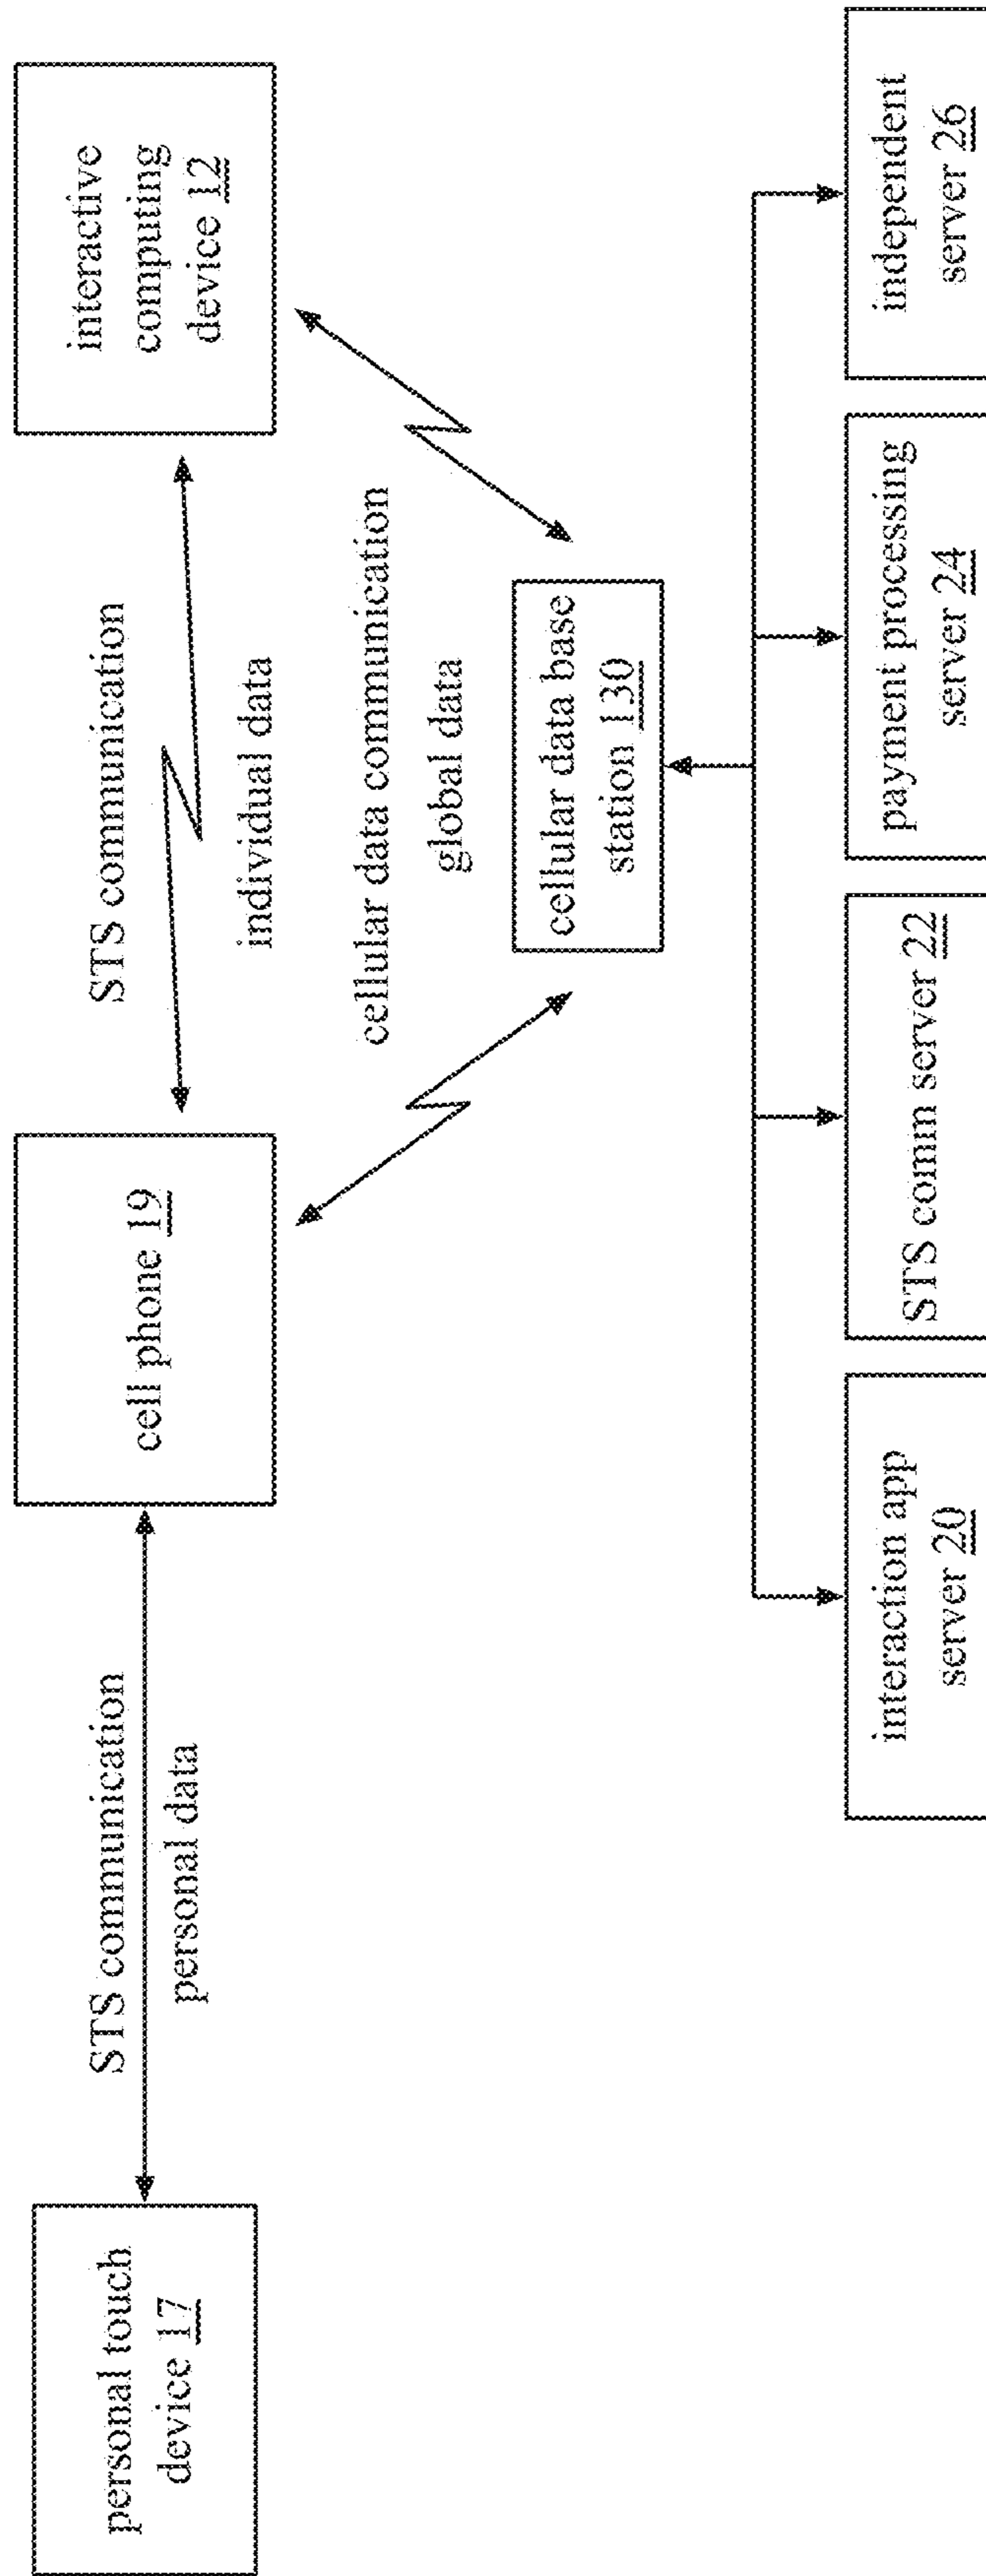 personal touch
device 17
STS communication
personal data
cell phone 19
STS communication
individual data
interactive
computing
device 12
cellular data communication
global data
cellular data base
station 130
interaction app
server 20
STS comm server 22
payment processing
server 24
independent
server 26